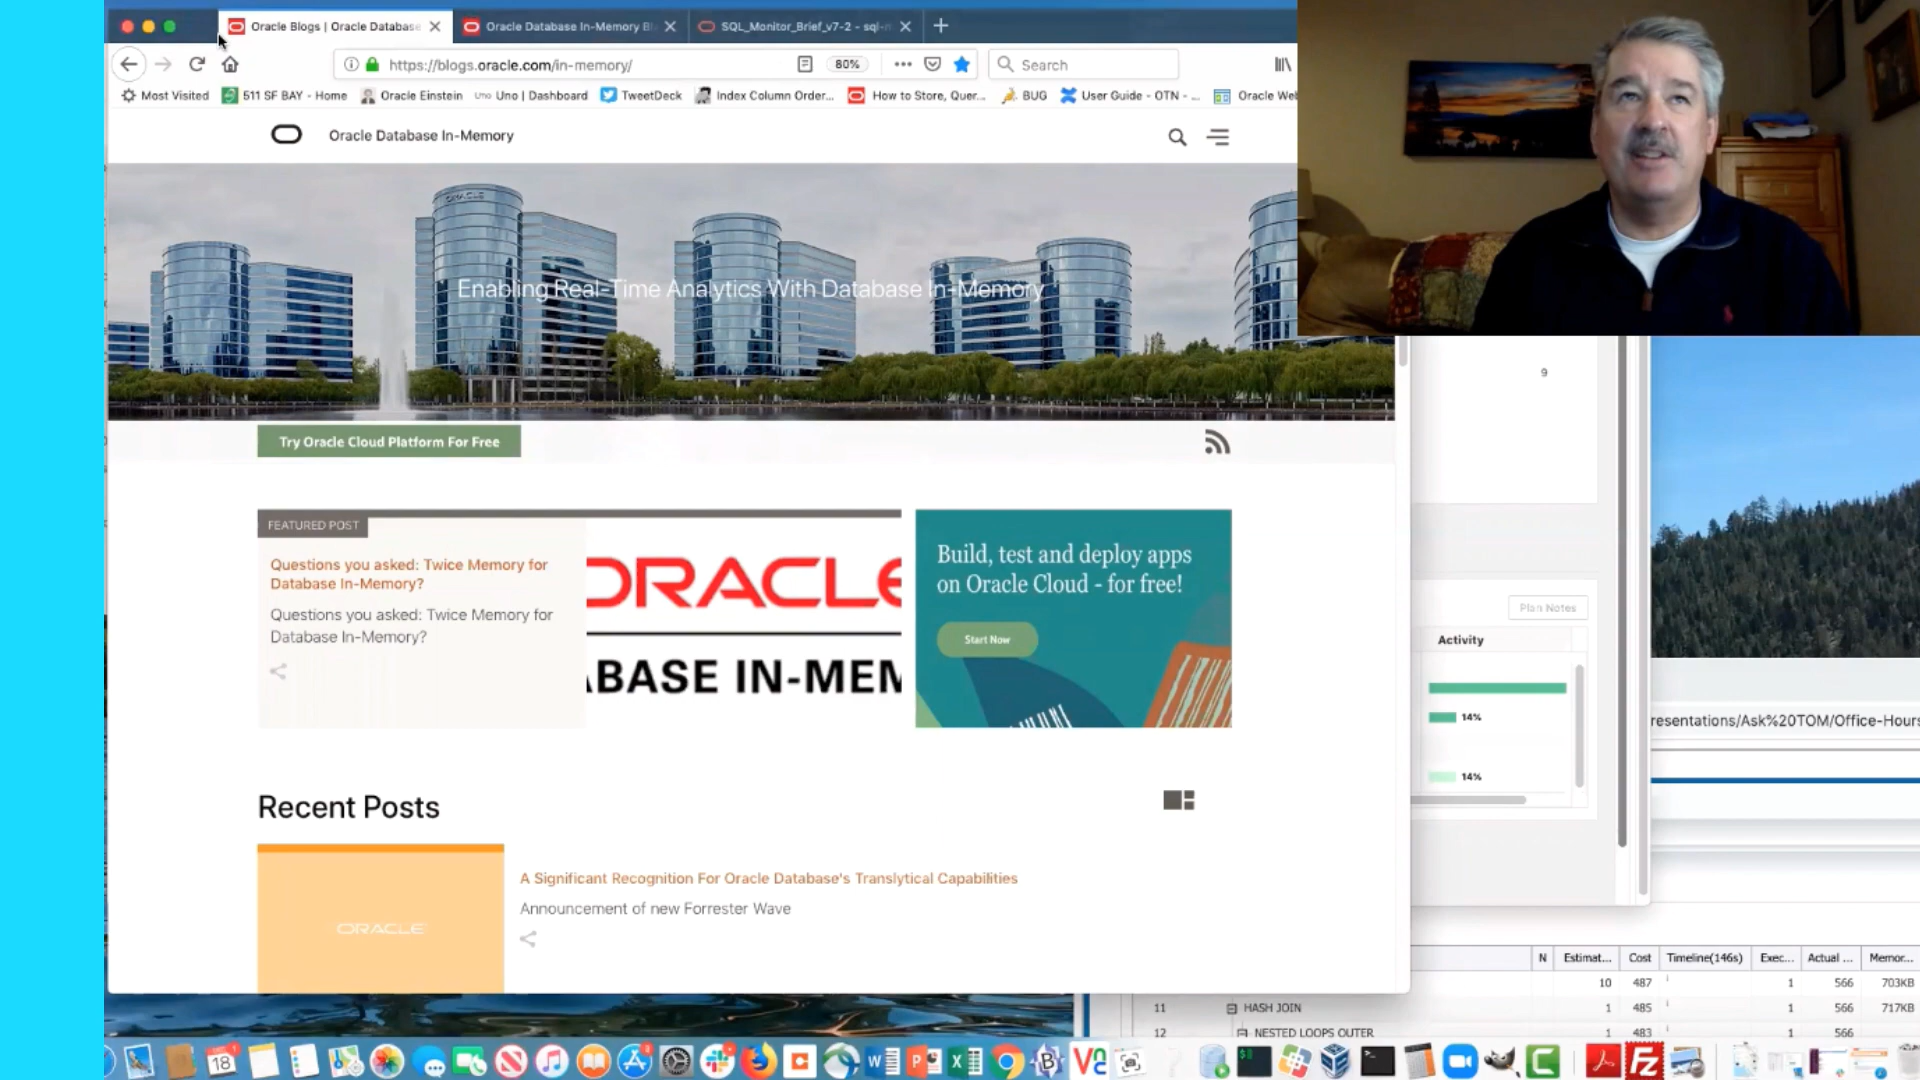 Oracle Blogs | Oracle Database
Oracle Database In-Memory Bl
SQL_Monitor_Brief_v7-2 - sql-m
https://blogs.oracle.com/in-memory/
80%
Search
Most Visited
511 SF BAY - Home
Oracle Einstein
Uno | Dashboard
TweetDeck
Index Column Order...
How to Store, Quer...
BUG
User Guide - OTN - ...
Oracle Web
Oracle Database In-Memory
ORACLE
Enabling Real-Time Analytics With Database In-Memory
Try Oracle Cloud Platform For Free
FEATURED POST
Questions you asked: Twice Memory for
Database In-Memory?
Questions you asked: Twice Memory for
Database In-Memory?
ORACLE
ABASE IN-MEM
Build, test and deploy apps
on Oracle Cloud - for free!
Start Now
Recent Posts
ORACLE
A Significant Recognition For Oracle Database's Translytical Capabilities
Announcement of new Forrester Wave
9
Plan Notes
Activity
14%
14%
resentations/Ask%20TOM/Office-Hours
N Estimat... Cost Timeline(146s) Exec... Actual ... Memor...
10 487 1 566 703KB
11 HASH JOIN 1 485 1 566 717KB
12 NESTED LOOPS OUTER 1 483 1 566
18